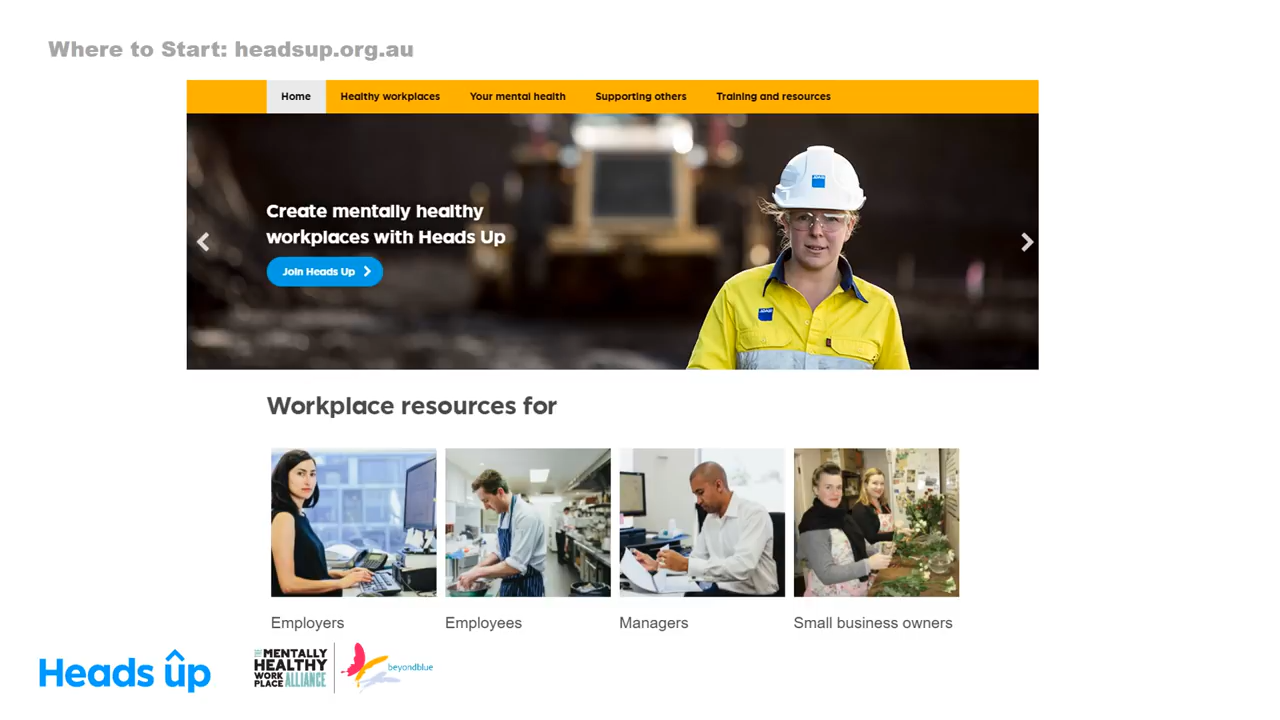 Where to Start: headsup.org.au
Home Healthy workplaces Your mental health Supporting others Training and resources
Create mentally healthy
workplaces with Heads Up
Join Heads Up
Workplace resources for
Employers Employees Managers Small business owners
Heads up
THE MENTALLY
HEALTHY
WORK
PLACE ALLIANCE
beyondblue